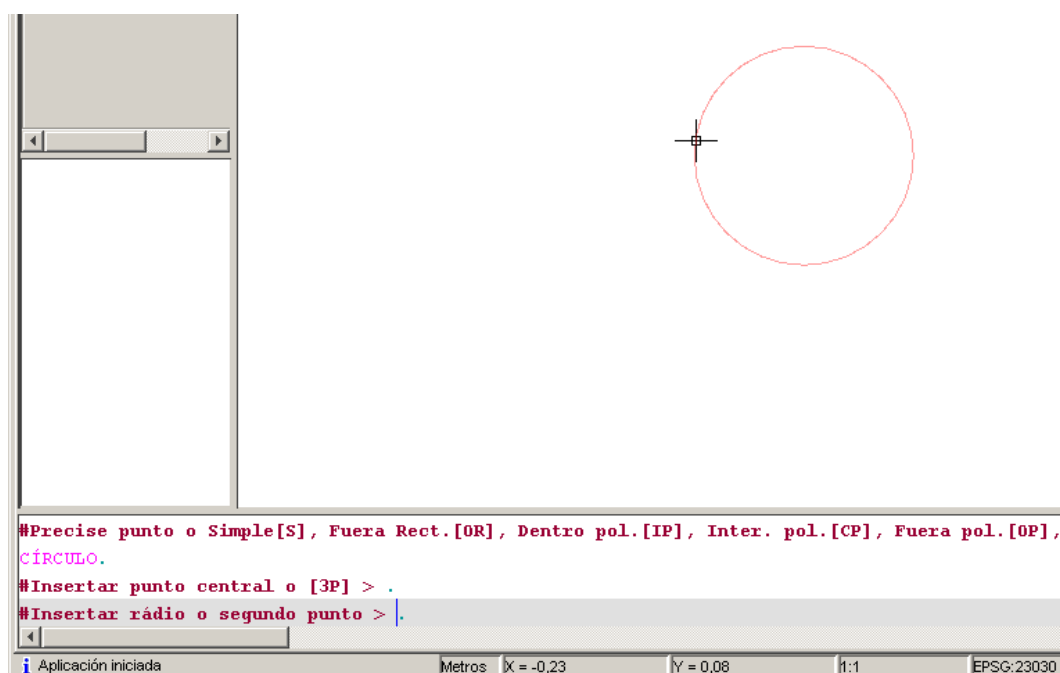 #Precise punto o Simple[S], Fuera Rect.[OR], Dentro pol.[IP], Inter. pol.[CP], Fuera pol.[OP],
CÍRCULO.
#Insertar punto central o [3P] > .
#Insertar rádio o segundo punto > .
Aplicación iniciada Metros X = -0,23 Y = 0,08 1:1 EPSG:23030